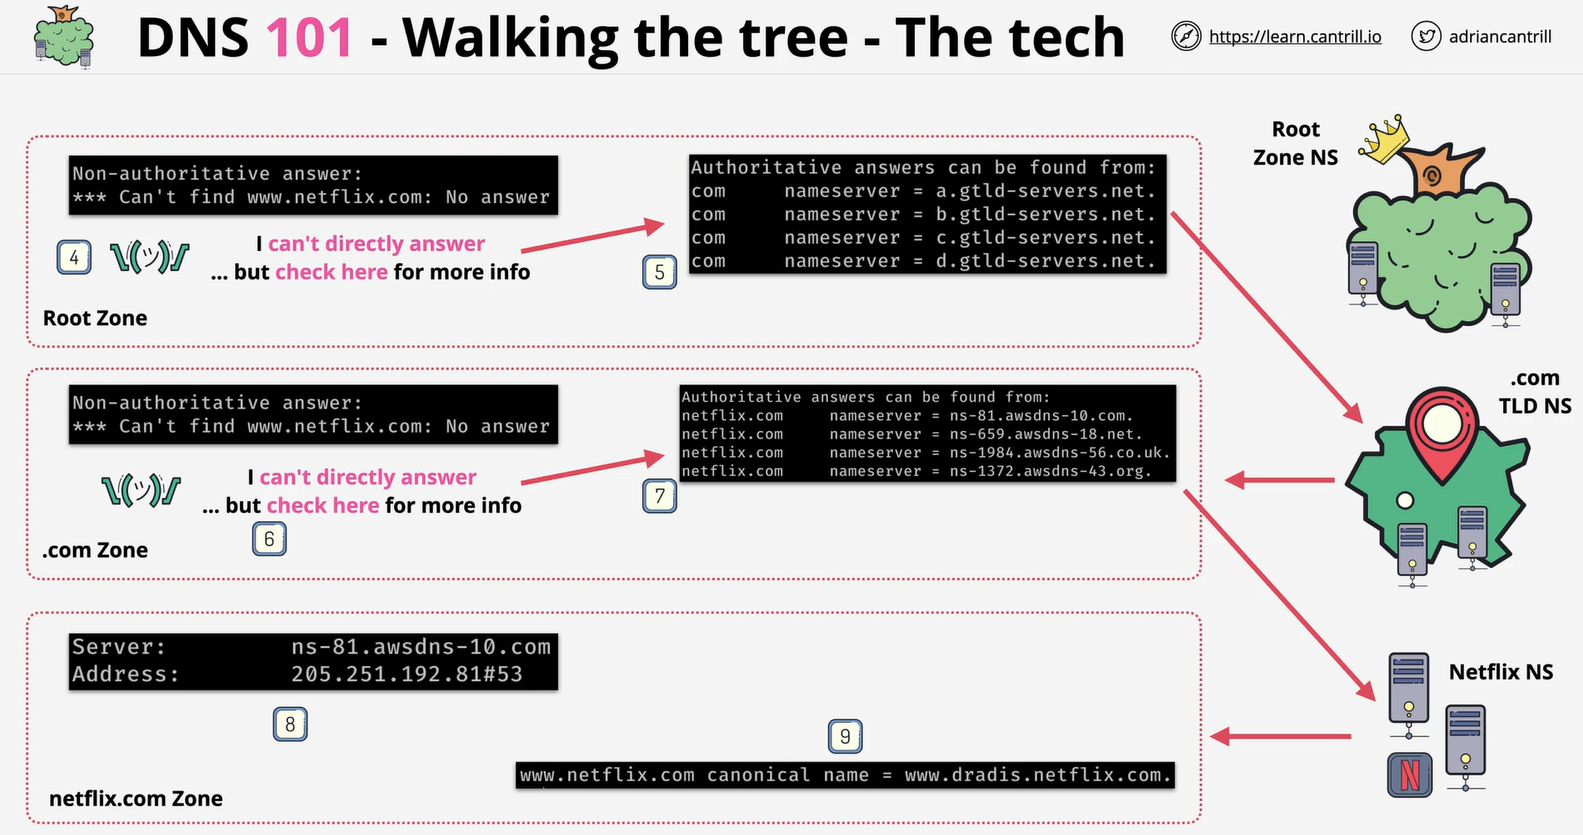 DNS 101 - Walking the tree - The tech
https://learn.cantrill.io
adriancantrill
Non-authoritative answer:
*** Can't find www.netflix.com: No answer
4
¯\_(ツ)_/¯
I can't directly answer
... but check here for more info
Root Zone
Authoritative answers can be found from:
com nameserver = a.gtld-servers.net.
com nameserver = b.gtld-servers.net.
com nameserver = c.gtld-servers.net.
com nameserver = d.gtld-servers.net.
5
Root
Zone NS
Non-authoritative answer:
*** Can't find www.netflix.com: No answer
¯\_(ツ)_/¯
I can't directly answer
... but check here for more info
6
.com Zone
Authoritative answers can be found from:
netflix.com nameserver = ns-81.awsdns-10.com.
netflix.com nameserver = ns-659.awsdns-18.net.
netflix.com nameserver = ns-1984.awsdns-56.co.uk.
netflix.com nameserver = ns-1372.awsdns-43.org.
7
.com
TLD NS
Server: ns-81.awsdns-10.com
Address: 205.251.192.81#53
8
9
www.netflix.com canonical name = www.dradis.netflix.com.
netflix.com Zone
Netflix NS
N